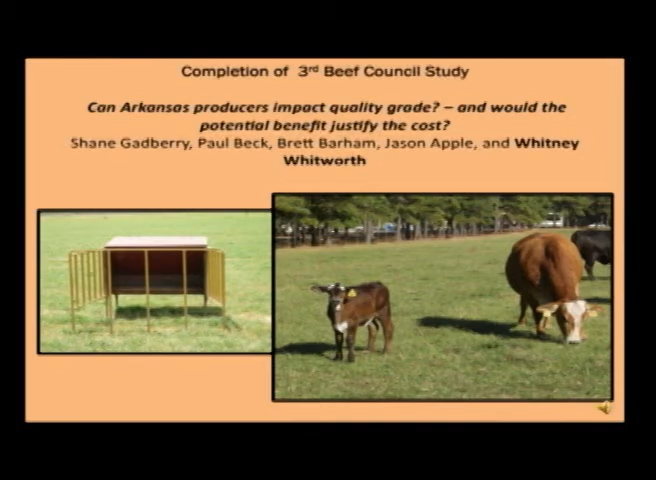 Completion of 3rd Beef Council Study
Can Arkansas producers impact quality grade? – and would the
potential benefit justify the cost?
Shane Gadberry, Paul Beck, Brett Barham, Jason Apple, and Whitney
Whitworth